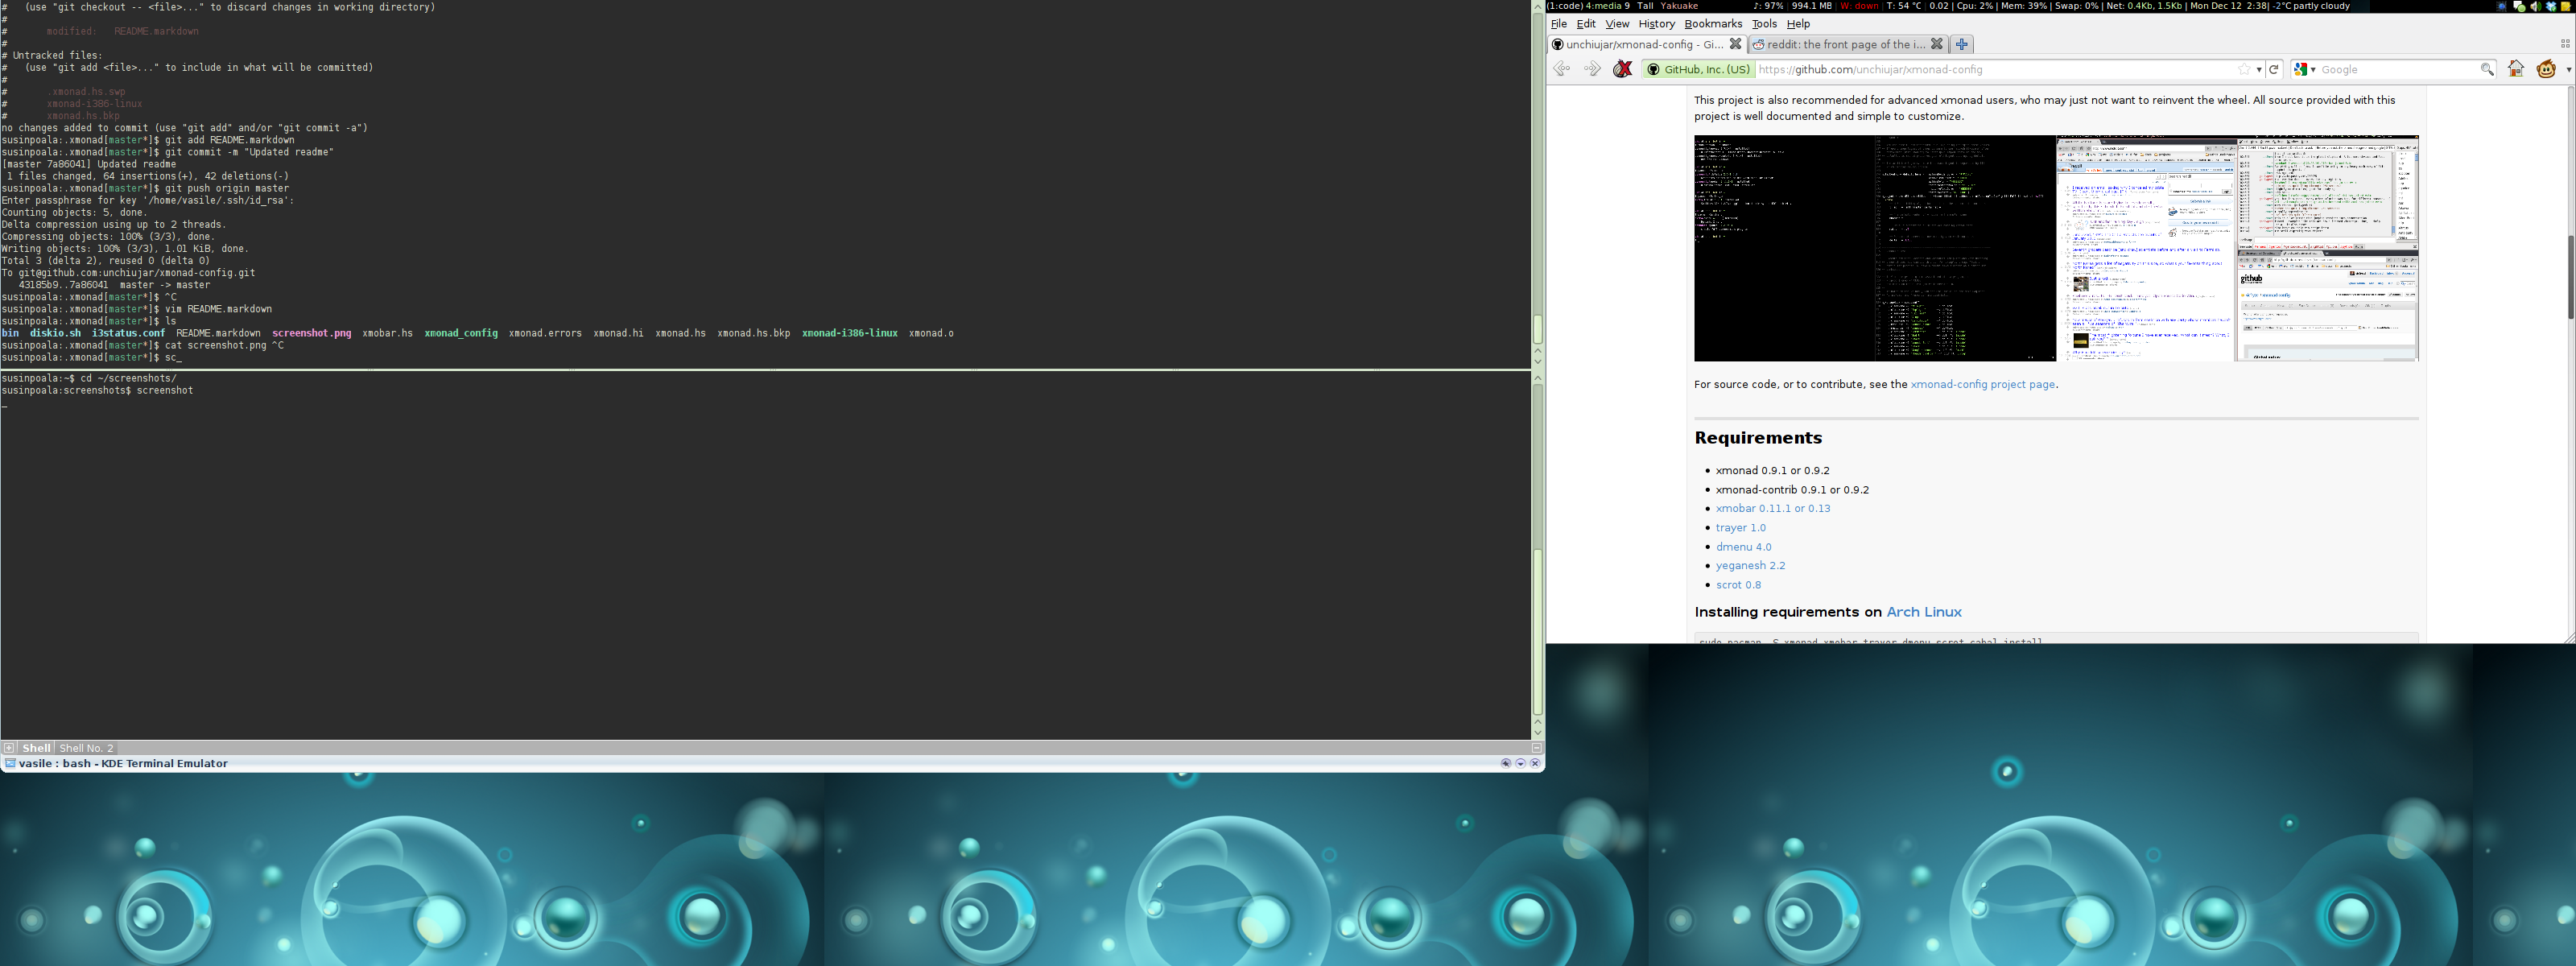 #   (use "git checkout -- <file>..." to discard changes in working directory)
#
#       modified:   README.markdown
#
# Untracked files:
#   (use "git add <file>..." to include in what will be committed)
#
#       .xmonad.hs.swp
#       xmonad-i386-linux
#       xmonad.hs.bkp
no changes added to commit (use "git add" and/or "git commit -a")
susinpoala:.xmonad[master*]$ git add README.markdown
susinpoala:.xmonad[master*]$ git commit -m "Updated readme"
[master 7a86041] Updated readme
 1 files changed, 64 insertions(+), 42 deletions(-)
susinpoala:.xmonad[master*]$ git push origin master
Enter passphrase for key '/home/vasile/.ssh/id_rsa':
Counting objects: 5, done.
Delta compression using up to 2 threads.
Compressing objects: 100% (3/3), done.
Writing objects: 100% (3/3), 1.01 KiB, done.
Total 3 (delta 2), reused 0 (delta 0)
To git@github.com:unchiujar/xmonad-config.git
   43185b9..7a86041  master -> master
susinpoala:.xmonad[master*]$ ^C
susinpoala:.xmonad[master*]$ vim README.markdown
susinpoala:.xmonad[master*]$ ls
bin  diskio.sh  i3status.conf  README.markdown  screenshot.png  xmobar.hs  xmonad_config  xmonad.errors  xmonad.hi  xmonad.hs  xmonad.hs.bkp  xmonad-i386-linux  xmonad.o
susinpoala:.xmonad[master*]$ cat screenshot.png ^C
susinpoala:.xmonad[master*]$ sc_
susinpoala:~$ cd ~/screenshots/
susinpoala:screenshots$ screenshot
_
Shell  Shell No. 2
vasile : bash - KDE Terminal Emulator
(1:code) 4:media 9  Tall  Yakuake  ♪: 97% | 994.1 MB | W: down | T: 54 °C | 0.02 | Cpu: 2% | Mem: 39% | Swap: 0% | Net: 0.4Kb, 1.5Kb | Mon Dec 12  2:38| -2°C partly cloudy
File  Edit  View  History  Bookmarks  Tools  Help
unchiujar/xmonad-config - Gi...  reddit: the front page of the i...
GitHub, Inc. (US)  https://github.com/unchiujar/xmonad-config  Google
This project is also recommended for advanced xmonad users, who may just not want to reinvent the wheel. All source provided with this
project is well documented and simple to customize.
github
For source code, or to contribute, see the xmonad-config project page.
Requirements
• xmonad 0.9.1 or 0.9.2
• xmonad-contrib 0.9.1 or 0.9.2
• xmobar 0.11.1 or 0.13
• trayer 1.0
• dmenu 4.0
• yeganesh 2.2
• scrot 0.8
Installing requirements on Arch Linux
sudo pacman -S xmonad xmobar trayer dmenu scrot cabal-install